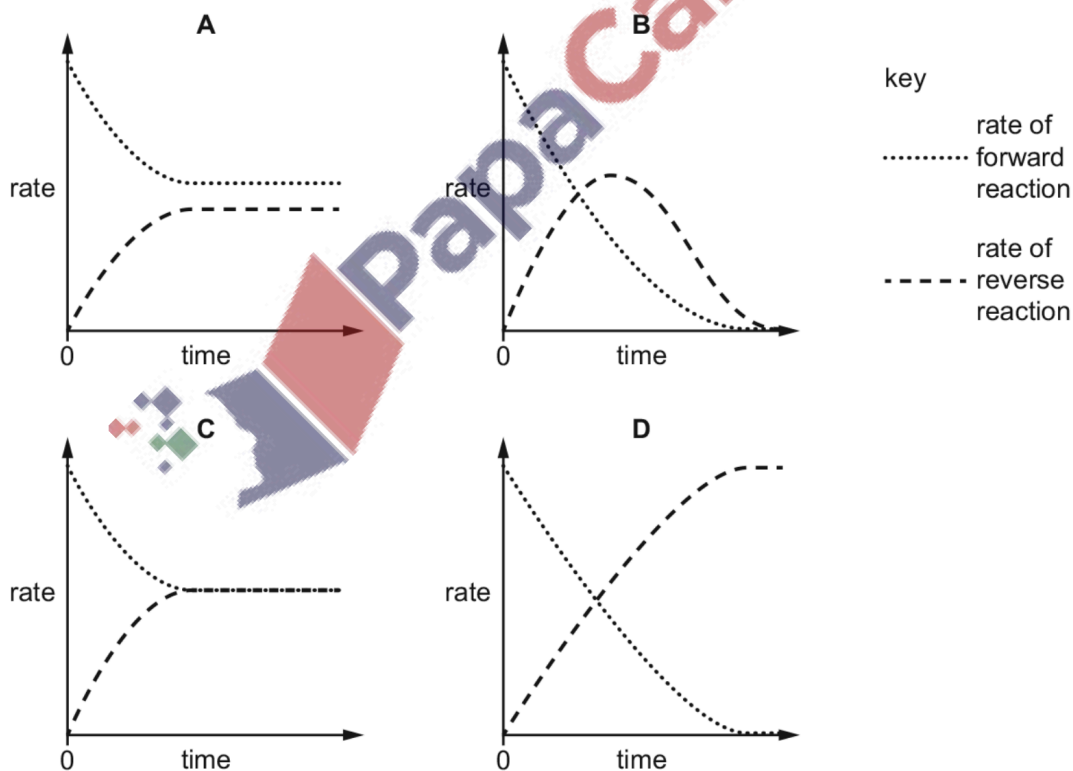 A
B
rate
0
time
rate
0
time
key
rate of
forward
reaction
rate of
reverse
reaction
C
D
rate
0
time
rate
0
time
PapaCa